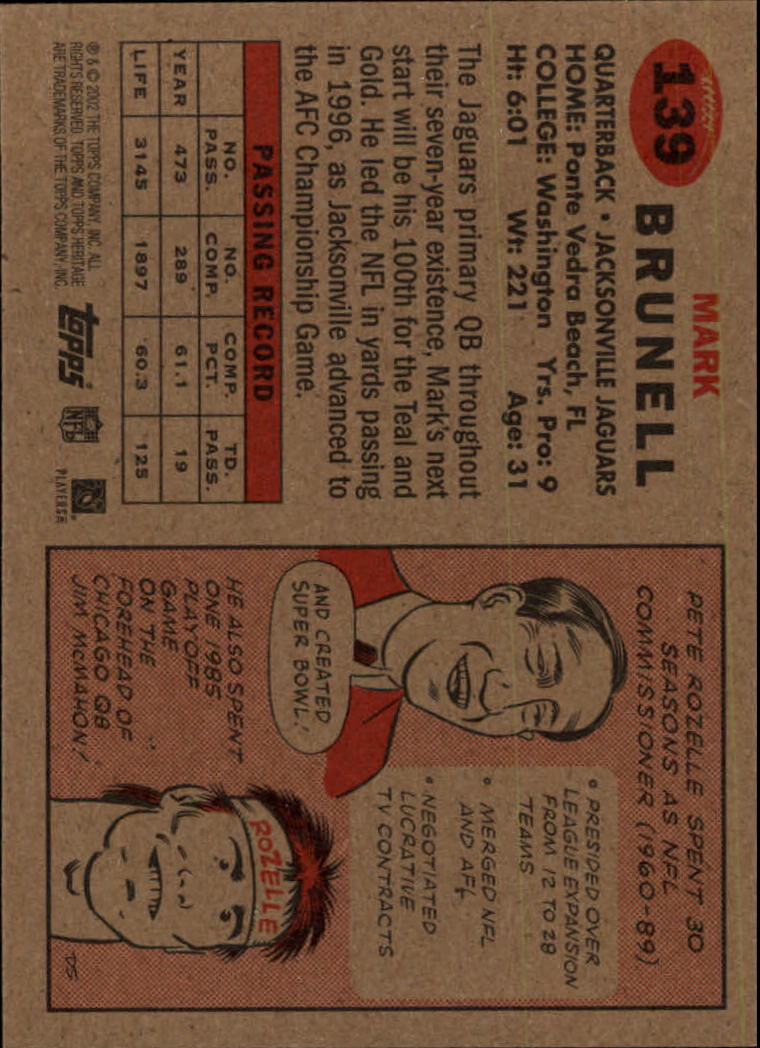 139
MARK
BRUNELL
QUARTERBACK • JACKSONVILLE JAGUARS
HOME: Ponte Vedra Beach, FL
COLLEGE: Washington Yrs. Pro: 9
Ht: 6:01 Wt: 221 Age: 31
The Jaguars primary QB throughout
their seven-year existence, Mark's next
start will be his 100th for the Teal and
Gold. He led the NFL in yards passing
in 1996, as Jacksonville advanced to
the AFC Championship Game.
PASSING RECORD
NO. PASS. NO. COMP. COMP. PCT. TD. PASS.
YEAR 473 289 61.1 19
LIFE 3145 1897 60.3 125
® & © 2002 THE TOPPS COMPANY, INC. ALL
RIGHTS RESERVED. TOPPS AND TOPPS HERITAGE
ARE TRADEMARKS OF THE TOPPS COMPANY, INC.
topps
NFL
PLAYERS
PETE ROZELLE SPENT 30
SEASONS AS NFL
COMMISSIONER (1960-89)
• PRESIDED OVER
LEAGUE EXPANSION
FROM 12 TO 28
TEAMS
• MERGED NFL
AND AFL
• NEGOTIATED
LUCRATIVE
TV CONTRACTS
AND CREATED
SUPER BOWL!
HE ALSO SPENT
ONE 1985
PLAYOFF
GAME
ON THE
FOREHEAD OF
CHICAGO QB
JIM McMAHON!
ROZELLE
DS